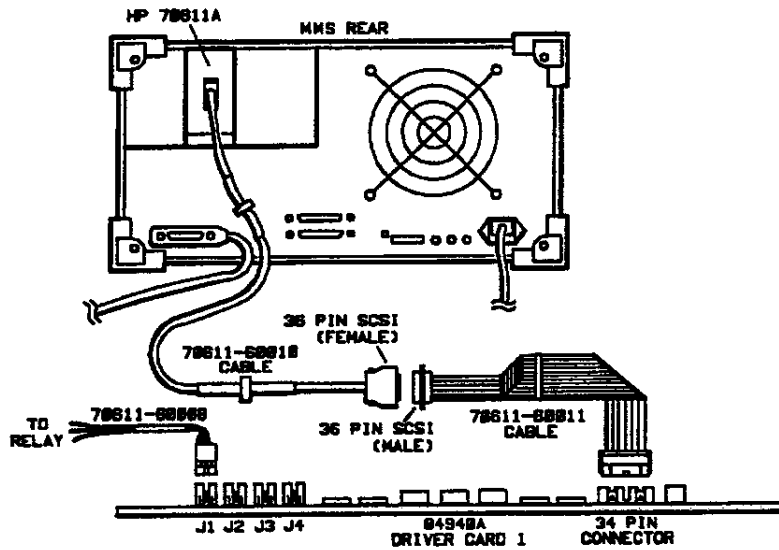 HP 70611A
MMS REAR
36 PIN SCSI
(FEMALE)
70611-60010
CABLE
TO
RELAY
70611-60008
36 PIN SCSI
(MALE)
70611-60011
CABLE
J1 J2 J3 J4
84940A
DRIVER CARD 1
34 PIN
CONNECTOR